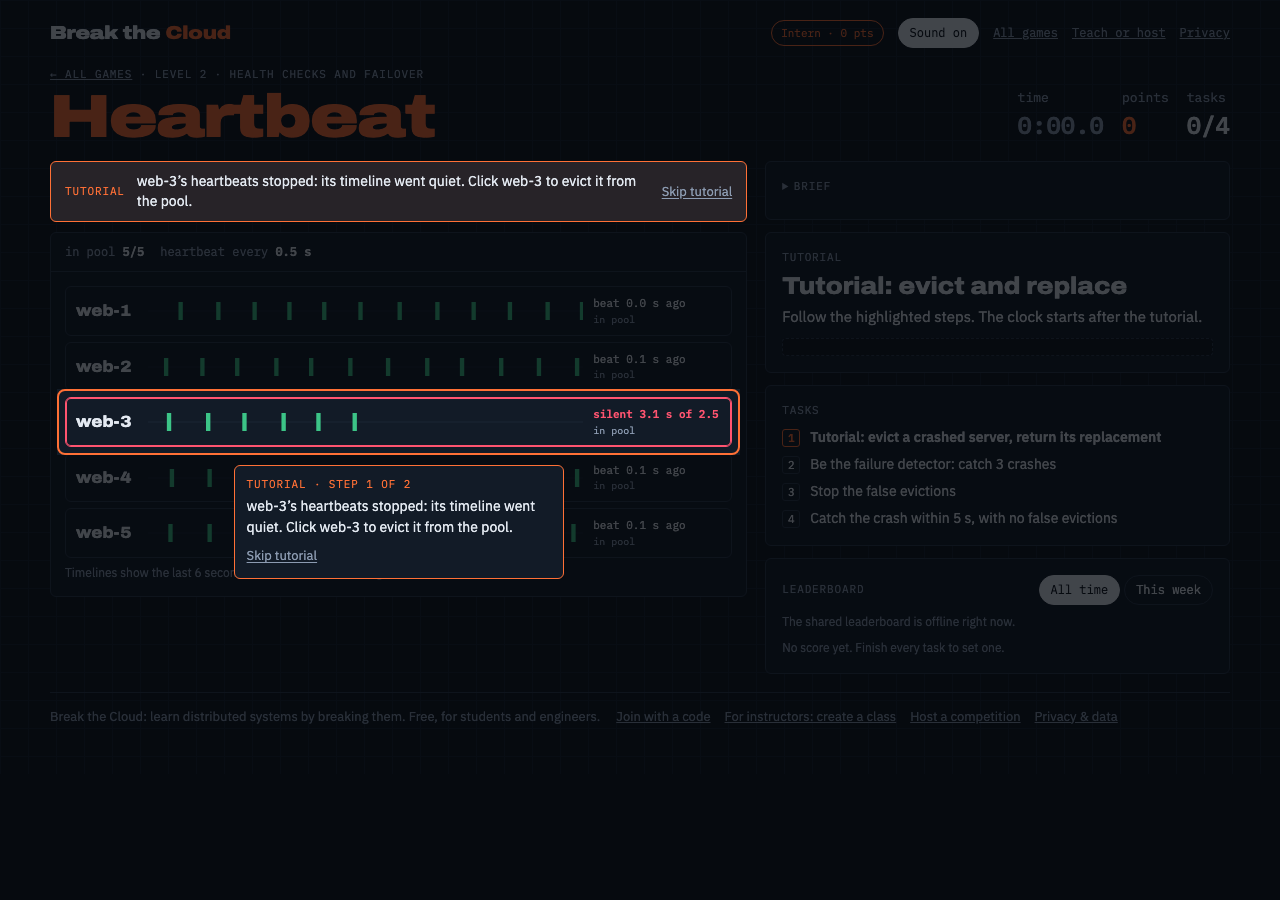 Break the Cloud
Intern · 0 pts
Sound on
All games
Teach or host
Privacy
← ALL GAMES · LEVEL 2 · HEALTH CHECKS AND FAILOVER
Heartbeat
time
0:00.0
points
0
tasks
0/4
TUTORIAL
web-3’s heartbeats stopped: its timeline went quiet. Click web-3 to evict it from
the pool.
Skip tutorial
in pool 5/5 heartbeat every 0.5 s
web-1
beat 0.0 s ago
in pool
web-2
beat 0.1 s ago
in pool
web-3
silent 3.1 s of 2.5
in pool
web-4
beat 0.1 s ago
in pool
web-5
beat 0.1 s ago
in pool
Timelines show the last 6
TUTORIAL · STEP 1 OF 2
web-3’s heartbeats stopped: its timeline went
quiet. Click web-3 to evict it from the pool.
Skip tutorial
▶ BRIEF
TUTORIAL
Tutorial: evict and replace
Follow the highlighted steps. The clock starts after the tutorial.
TASKS
1 Tutorial: evict a crashed server, return its replacement
2 Be the failure detector: catch 3 crashes
3 Stop the false evictions
4 Catch the crash within 5 s, with no false evictions
LEADERBOARD
All time
This week
The shared leaderboard is offline right now.
No score yet. Finish every task to set one.
Break the Cloud: learn distributed systems by breaking them. Free, for students and engineers.
Join with a code
For instructors: create a class
Host a competition
Privacy & data